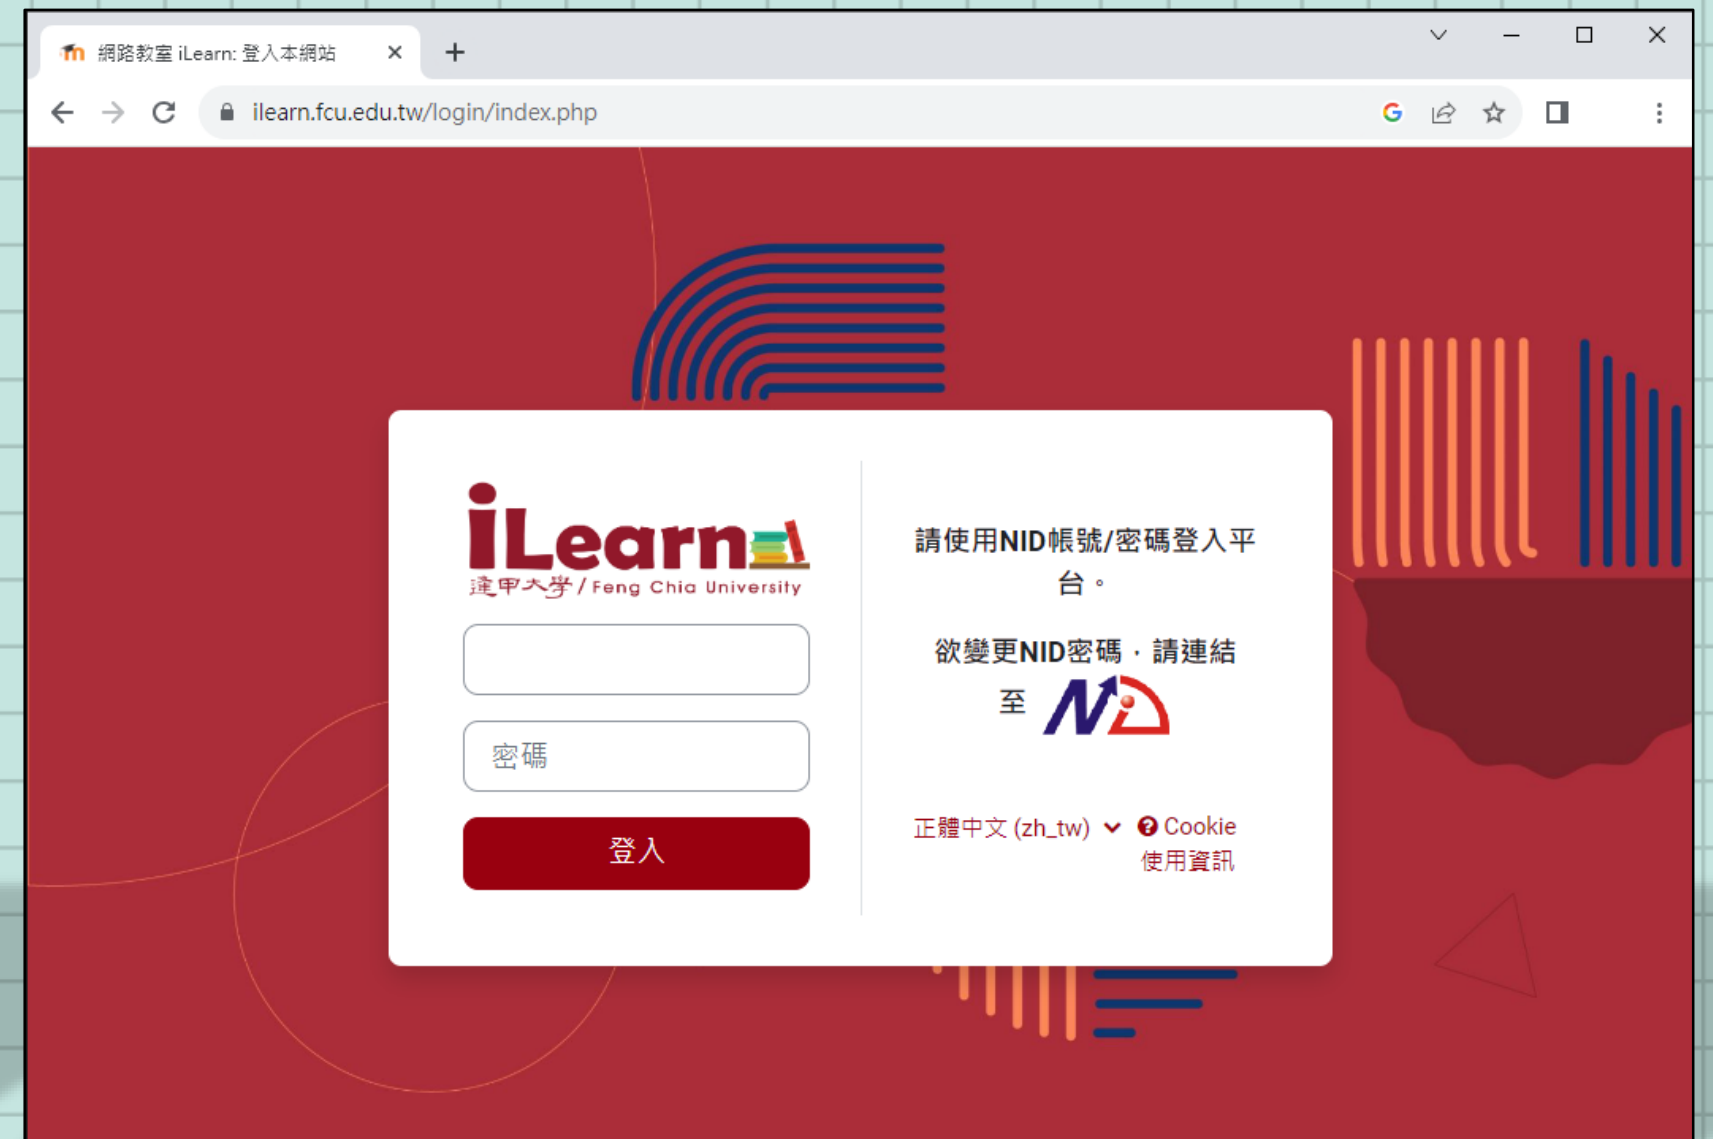 網路教室 iLearn: 登入本網站
ilearn.fcu.edu.tw/login/index.php
iLearn
逢甲大學/Feng Chia University
密碼
登入
請使用NID帳號/密碼登入平
台。
欲變更NID密碼，請連結
至 NiD
正體中文 (zh_tw) Cookie
使用資訊